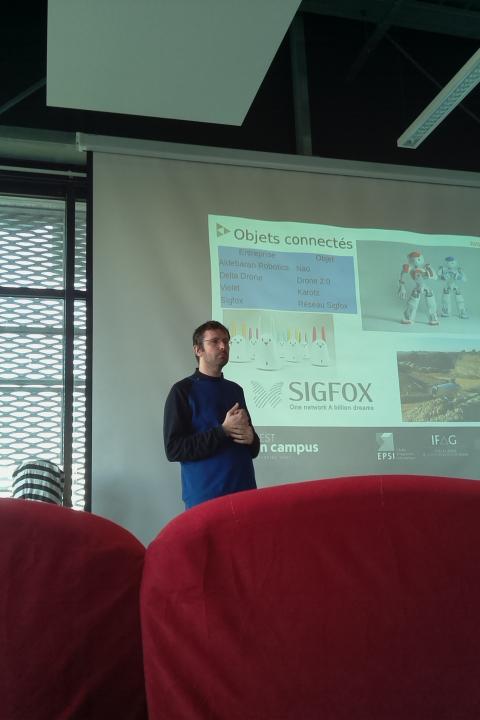 Objets connectés
Entreprise Objet
Aldebaran Robotics Nao
Delta Drone Drone 2.0
Violet Karotz
Sigfox Réseau Sigfox
SIGFOX
One network A billion dreams
EST
n campus
EPSI
IFAG